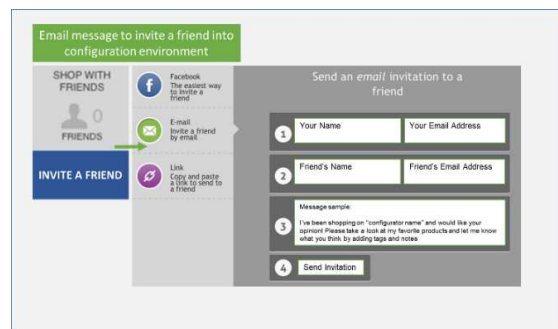 Email message to invite a friend into
configuration environment
SHOP WITH
FRIENDS
0
FRIENDS
INVITE A FRIEND
f
Facebook
The easiest way
to invite a
friend
E-mail
Invite a friend
by email
Link
Copy and paste
a link to send to
a friend
Send an email invitation to a
friend
1
Your Name
Your Email Address
2
Friend's Name
Friend's Email Address
3
Message sample:
I've been shopping on "configurator name" and would like your
opinion! Please take a look at my favorite products and let me know
what you think by adding tags and notes
4
Send Invitation